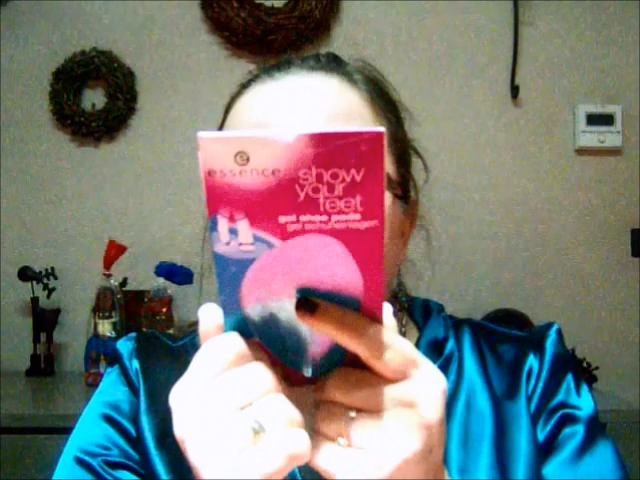 essence
show
your
feet
gel shoe pads
gel schuheinlagen